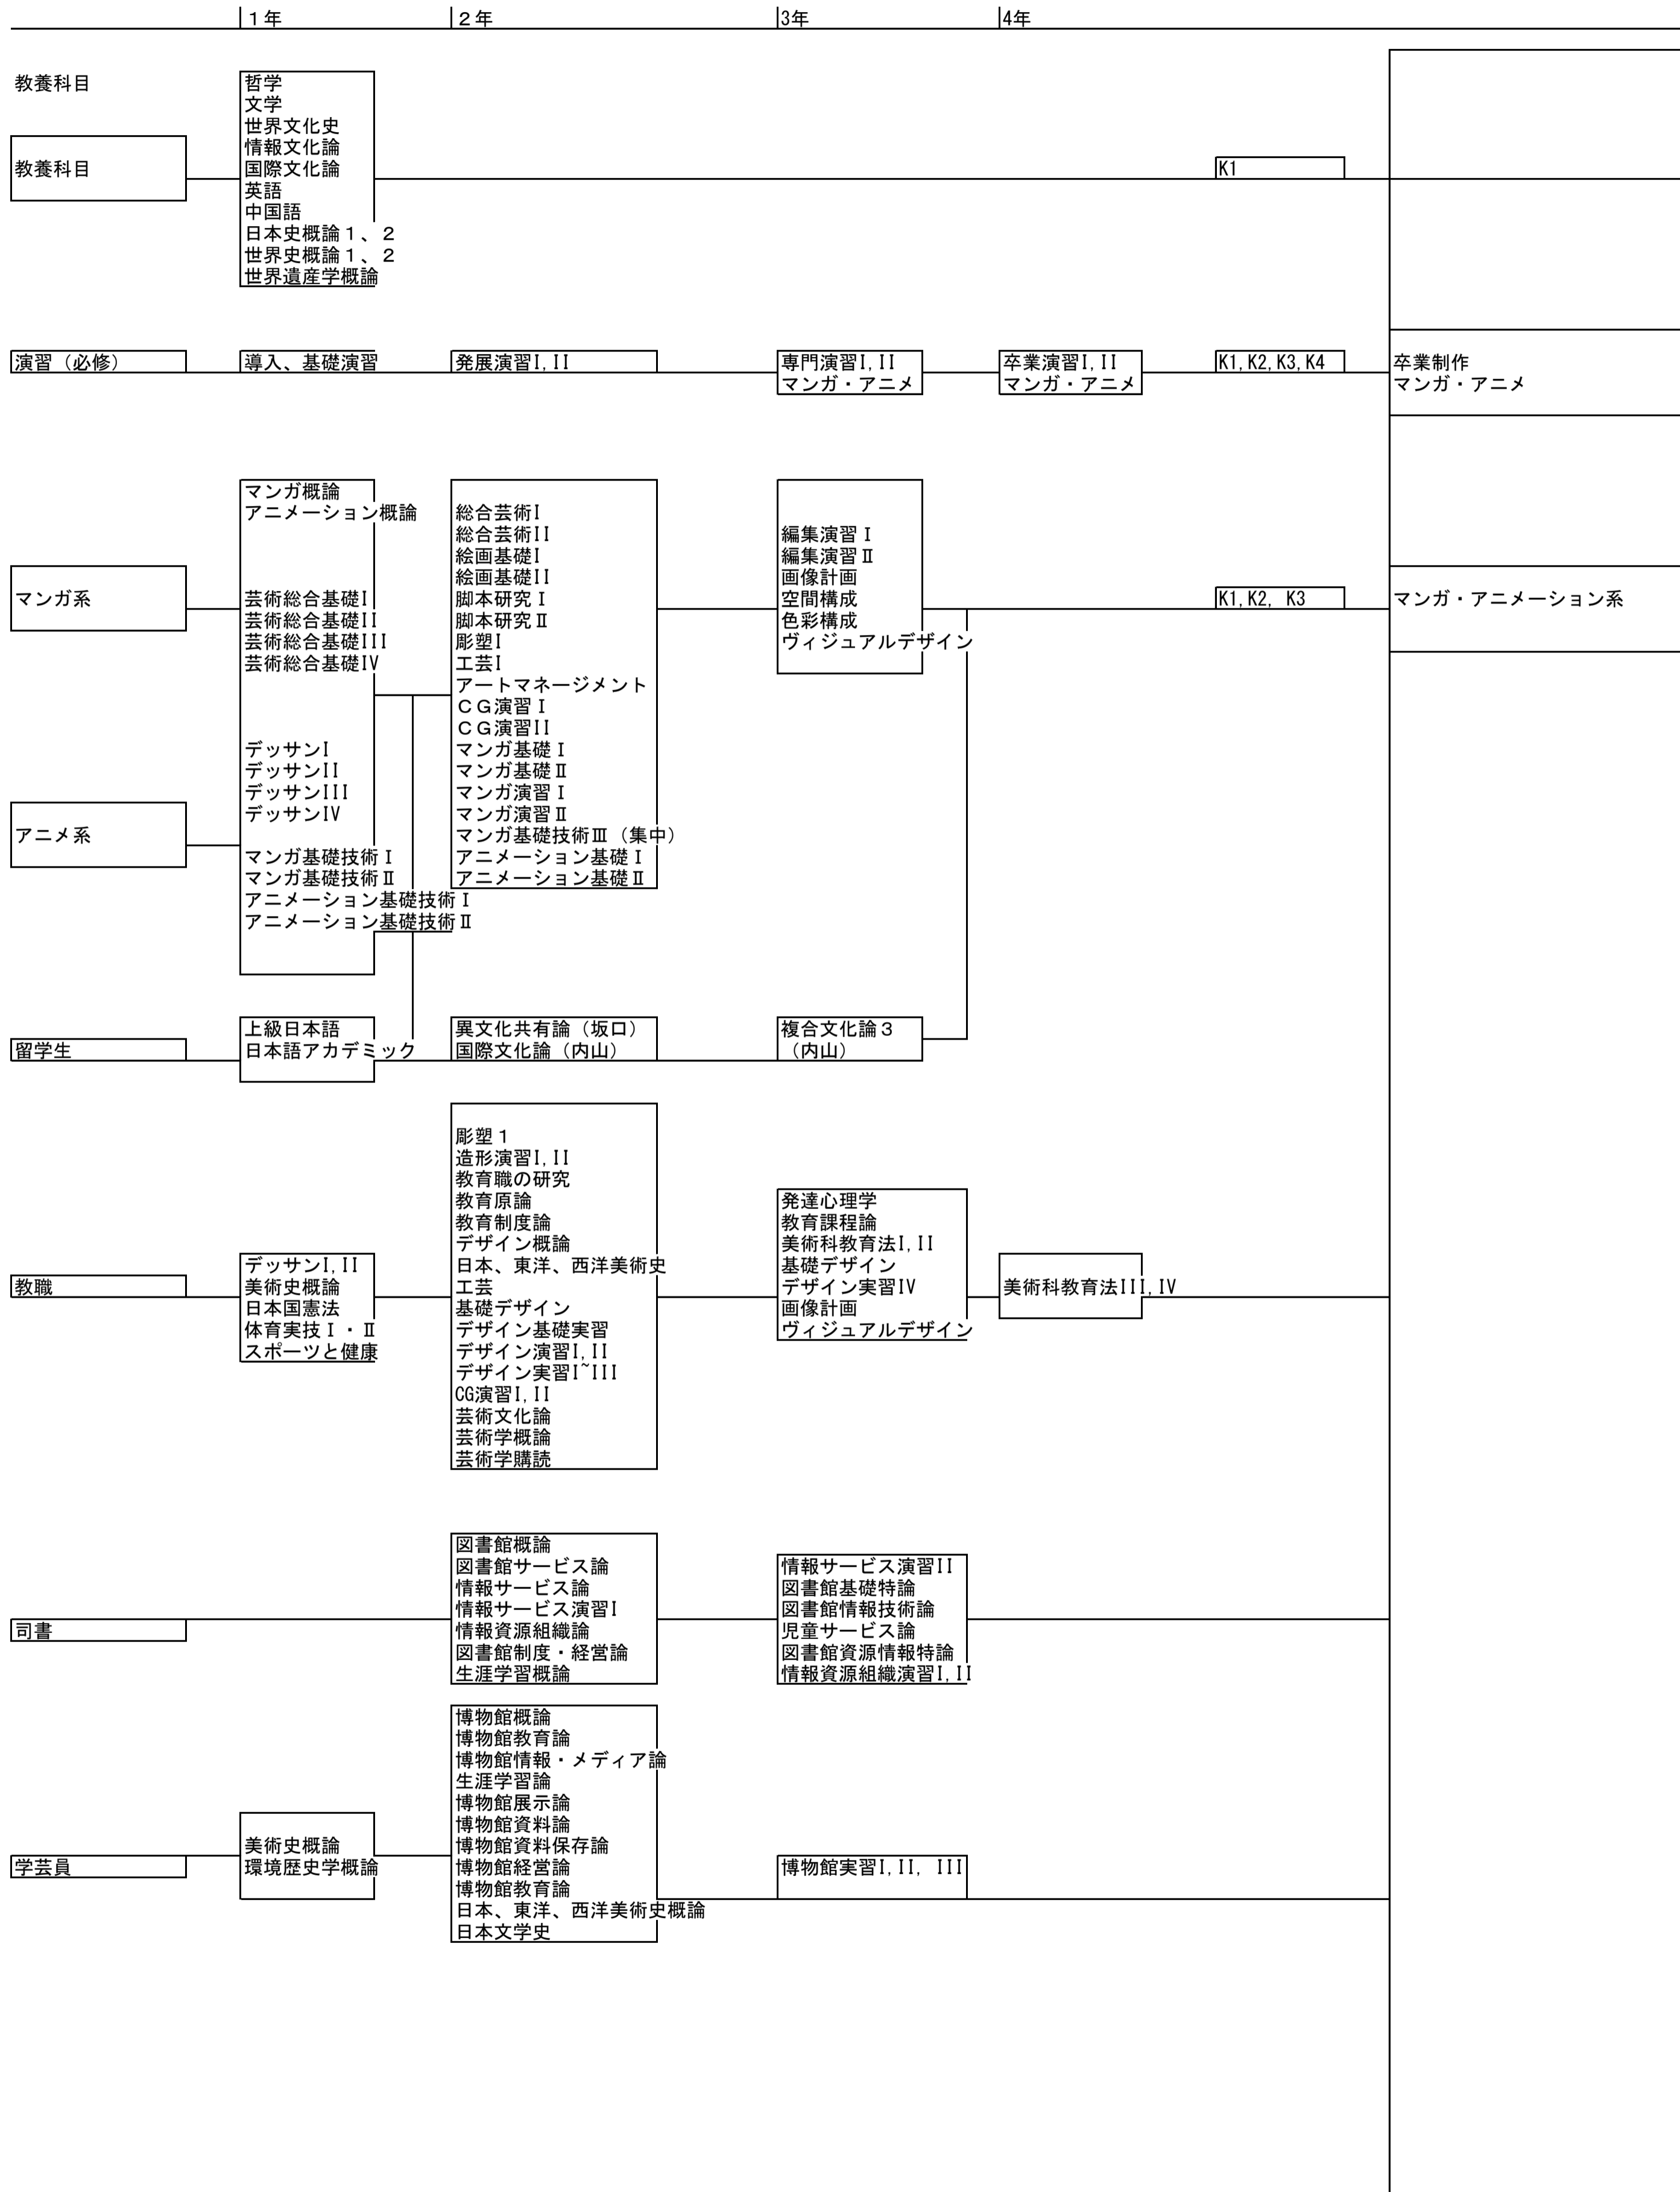 １年
２年
3年
4年
教養科目
教養科目
哲学
文学
世界文化史
情報文化論
国際文化論
英語
中国語
日本史概論１、２
世界史概論１、２
世界遺産学概論
K1
演習（必修）
導入、基礎演習
発展演習I,II
専門演習I,II
マンガ・アニメ
卒業演習I,II
マンガ・アニメ
K1,K2,K3,K4
卒業制作
マンガ・アニメ
マンガ系
アニメ系
マンガ概論
アニメーション概論
芸術総合基礎I
芸術総合基礎II
芸術総合基礎III
芸術総合基礎IV
デッサンI
デッサンII
デッサンIII
デッサンIV
マンガ基礎技術Ⅰ
マンガ基礎技術Ⅱ
アニメーション基礎技術Ⅰ
アニメーション基礎技術Ⅱ
総合芸術I
総合芸術II
絵画基礎I
絵画基礎II
脚本研究Ⅰ
脚本研究Ⅱ
彫塑I
工芸I
アートマネージメント
ＣＧ演習Ⅰ
ＣＧ演習II
マンガ基礎Ⅰ
マンガ基礎Ⅱ
マンガ演習Ⅰ
マンガ演習Ⅱ
マンガ基礎技術Ⅲ（集中）
アニメーション基礎Ⅰ
アニメーション基礎Ⅱ
編集演習Ⅰ
編集演習Ⅱ
画像計画
空間構成
色彩構成
ヴィジュアルデザイン
K1,K2, K3
マンガ・アニメーション系
留学生
上級日本語
日本語アカデミック
異文化共有論（坂口）
国際文化論（内山）
複合文化論３
（内山）
教職
デッサンI,II
美術史概論
日本国憲法
体育実技Ⅰ・Ⅱ
スポーツと健康
彫塑１
造形演習I,II
教育職の研究
教育原論
教育制度論
デザイン概論
日本、東洋、西洋美術史
工芸
基礎デザイン
デザイン基礎実習
デザイン演習I,II
デザイン実習I~III
CG演習I,II
芸術文化論
芸術学概論
芸術学購読
発達心理学
教育課程論
美術科教育法I,II
基礎デザイン
デザイン実習IV
画像計画
ヴィジュアルデザイン
美術科教育法III,IV
司書
図書館概論
図書館サービス論
情報サービス論
情報サービス演習I
情報資源組織論
図書館制度・経営論
生涯学習概論
情報サービス演習II
図書館基礎特論
図書館情報技術論
児童サービス論
図書館資源情報特論
情報資源組織演習I,II
学芸員
美術史概論
環境歴史学概論
博物館概論
博物館教育論
博物館情報・メディア論
生涯学習論
博物館展示論
博物館資料論
博物館資料保存論
博物館経営論
博物館教育論
日本、東洋、西洋美術史概論
日本文学史
博物館実習I,II, III